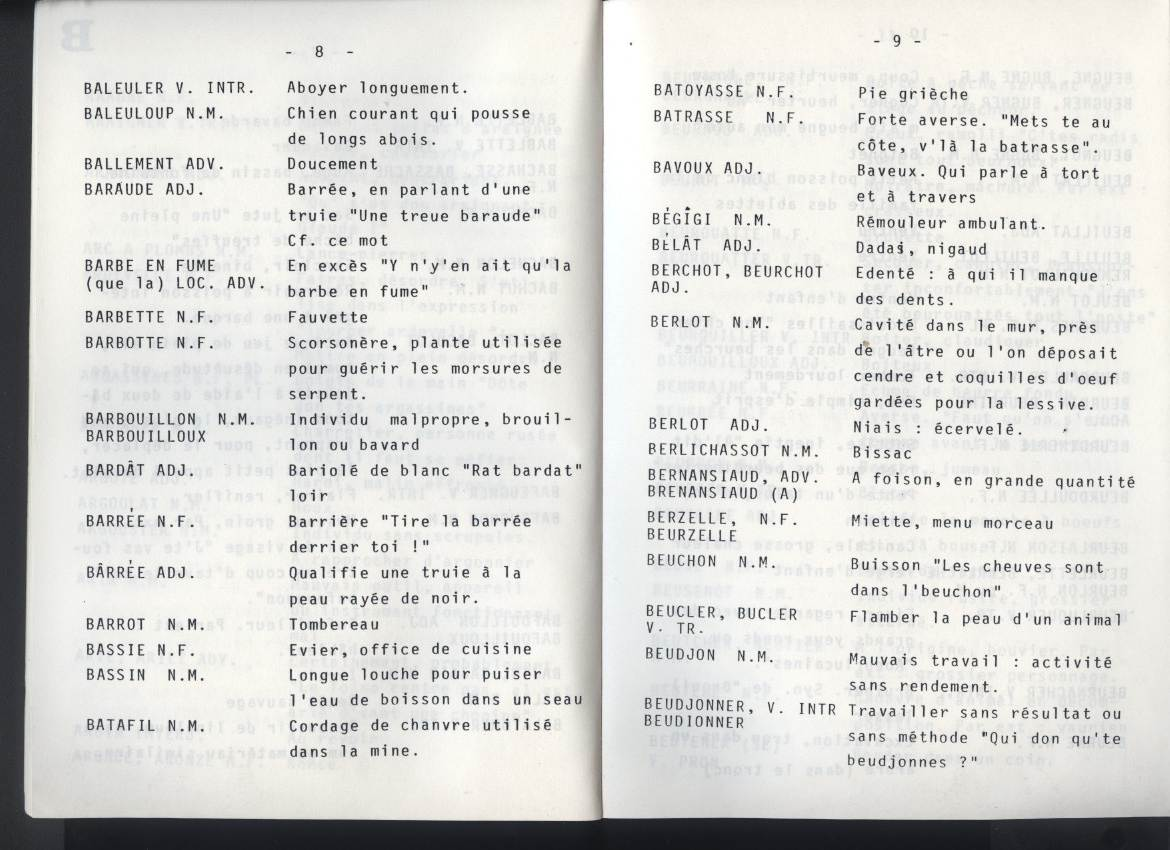 - 8 -
BALEULER V. INTR. Aboyer longuement.
BALEULOUP N.M. Chien courant qui pousse
de longs abois.
BALLEMENT ADV. Doucement
BARAUDE ADJ. Barrée, en parlant d'une
truie "Une treue baraude"
Cf. ce mot
BARBE EN FUME En excès "Y n'y'en ait qu'la
(que la) LOC. ADV. barbe en fume"
BARBETTE N.F. Fauvette
BARBOTTE N.F. Scorsonère, plante utilisée
pour guérir les morsures de
serpent.
BARBOUILLON N.M. Individu malpropre, brouil-
BARBOUILLOUX lon ou bavard
BARDÂT ADJ. Bariolé de blanc "Rat bardat"
loir
BARRÉE N.F. Barrière "Tire la barrée
derrier toi !"
BÂRRÉE ADJ. Qualifie une truie à la
peau rayée de noir.
BARROT N.M. Tombereau
BASSIE N.F. Evier, office de cuisine
BASSIN N.M. Longue louche pour puiser
l'eau de boisson dans un seau
BATAFIL N.M. Cordage de chanvre utilisé
dans la mine.
- 9 -
BATOYASSE N.F. Pie grièche
BATRASSE N.F. Forte averse. "Mets te au
côte, v'là la batrasse".
BAVOUX ADJ. Baveux. Qui parle à tort
et à travers
BÉGÎGI N.M. Rémouleur ambulant.
BÉLÂT ADJ. Dadais, nigaud
BERCHOT, BEURCHOT Edenté : à qui il manque
ADJ. des dents.
BERLOT N.M. Cavité dans le mur, près
de l'âtre ou l'on déposait
cendre et coquilles d'oeuf
gardées pour la lessive.
BERLOT ADJ. Niais : écervelé.
BERLICHASSOT N.M. Bissac
BERNANSIAUD, ADV. A foison, en grande quantité
BRENANSIAUD (A)
BERZELLE, N.F. Miette, menu morceau
BEURZELLE
BEUCHON N.M. Buisson "Les cheuves sont
dans l'beuchon"
BEUCLER, BUCLER Flamber la peau d'un animal
V. TR.
BEUDJON N.M. Mauvais travail : activité
sans rendement.
BEUDJONNER, V. INTR Travailler sans résultat ou
BEUDIONNER sans méthode "Qui don qu'te
beudjonnes ?"